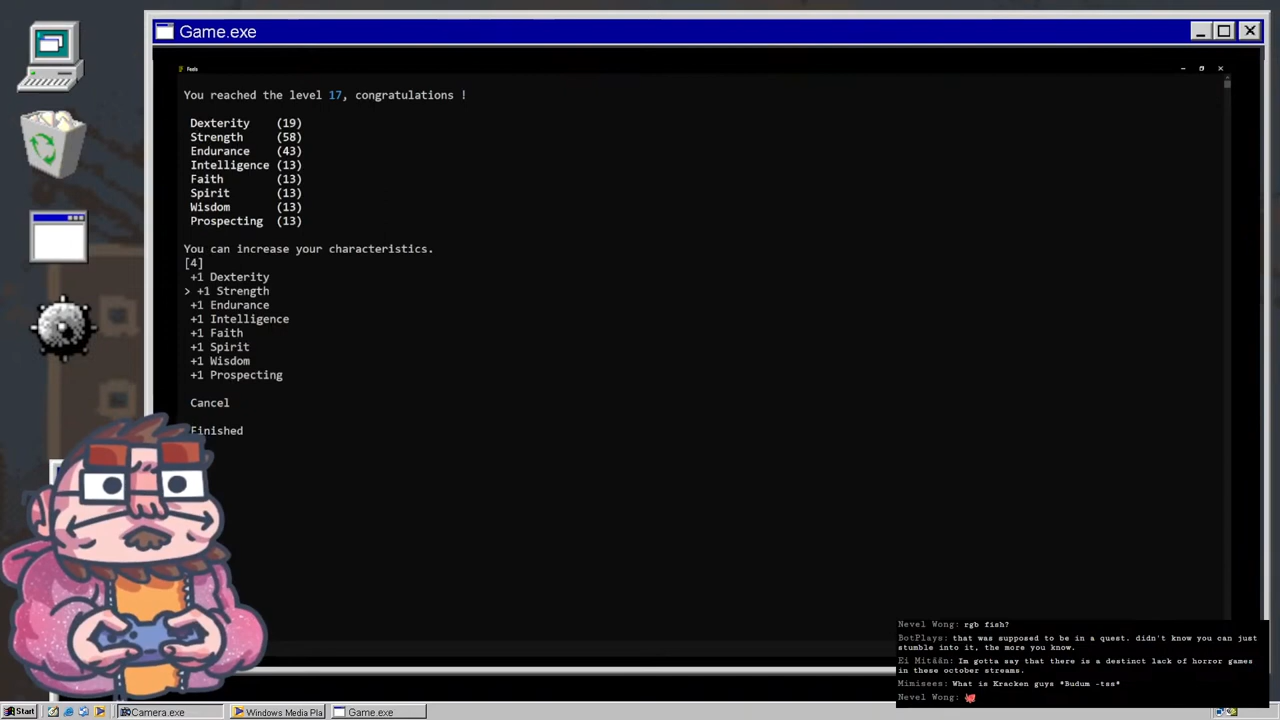 Game.exe
Feels
You reached the level 17, congratulations !
Dexterity (19)
Strength (58)
Endurance (43)
Intelligence (13)
Faith (13)
Spirit (13)
Wisdom (13)
Prospecting (13)
You can increase your characteristics.
[4]
+1 Dexterity
> +1 Strength
+1 Endurance
+1 Intelligence
+1 Faith
+1 Spirit
+1 Wisdom
+1 Prospecting
Cancel
Finished
Nevel Wong: rgb fish?
BotPlays: that was supposed to be in a quest. didn't know you can just
stumble into it, the more you know.
Ei Mitään: Im gotta say that there is a destinct lack of horror games
in these october streams.
Mimisees: What is Kracken guys *Budum -tss*
Nevel Wong: 🐙
Start
Camera.exe
Windows Media Pla
Game.exe